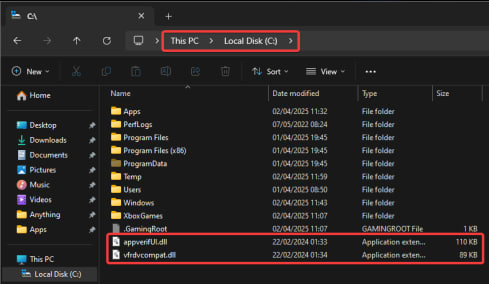 C:\
This PC > Local Disk (C:) >
New Sort View
Name Date modified Type Size
Home
Desktop
Downloads
Documents
Pictures
Music
Videos
Anything
Apps
This PC
Local Disk (C:)
Apps 02/04/2025 11:32 File folder
PerfLogs 07/05/2022 08:24 File folder
Program Files 01/04/2025 19:45 File folder
Program Files (x86) 01/04/2025 19:45 File folder
ProgramData 01/04/2025 19:45 File folder
Temp 02/04/2025 11:59 File folder
Users 01/04/2025 08:50 File folder
Windows 02/04/2025 11:43 File folder
XboxGames 02/04/2025 11:07 File folder
.GamingRoot 02/04/2025 11:07 GAMINGROOT File 1 KB
appverifUI.dll 22/02/2024 01:33 Application exten... 110 KB
vfrdvcompat.dll 22/02/2024 01:34 Application exten... 89 KB